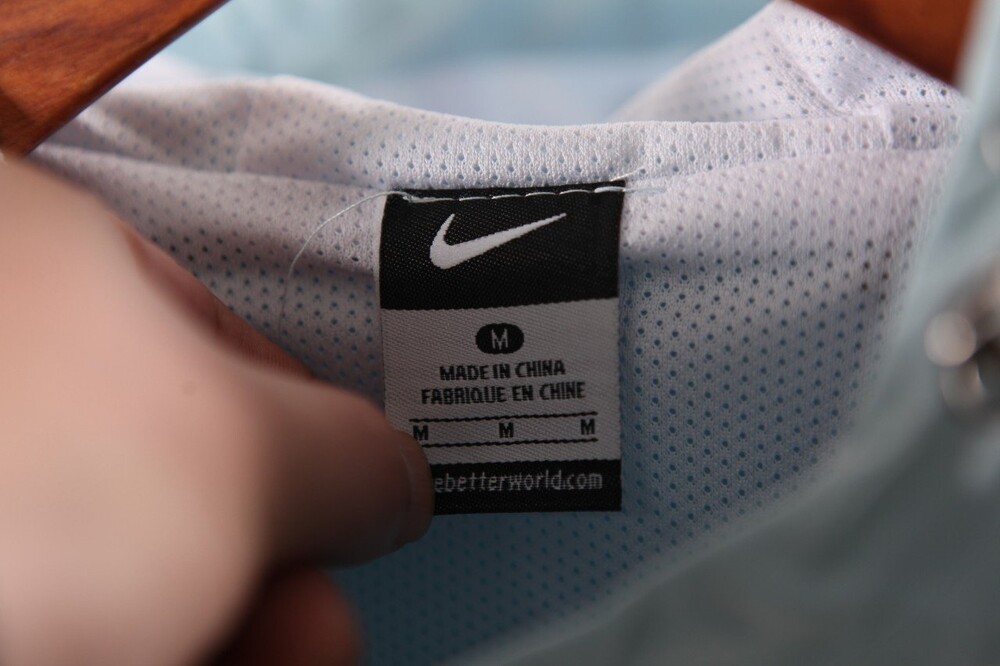 M
MADE IN CHINA
FABRIQUE EN CHINE
M M M
ebetterworld.com